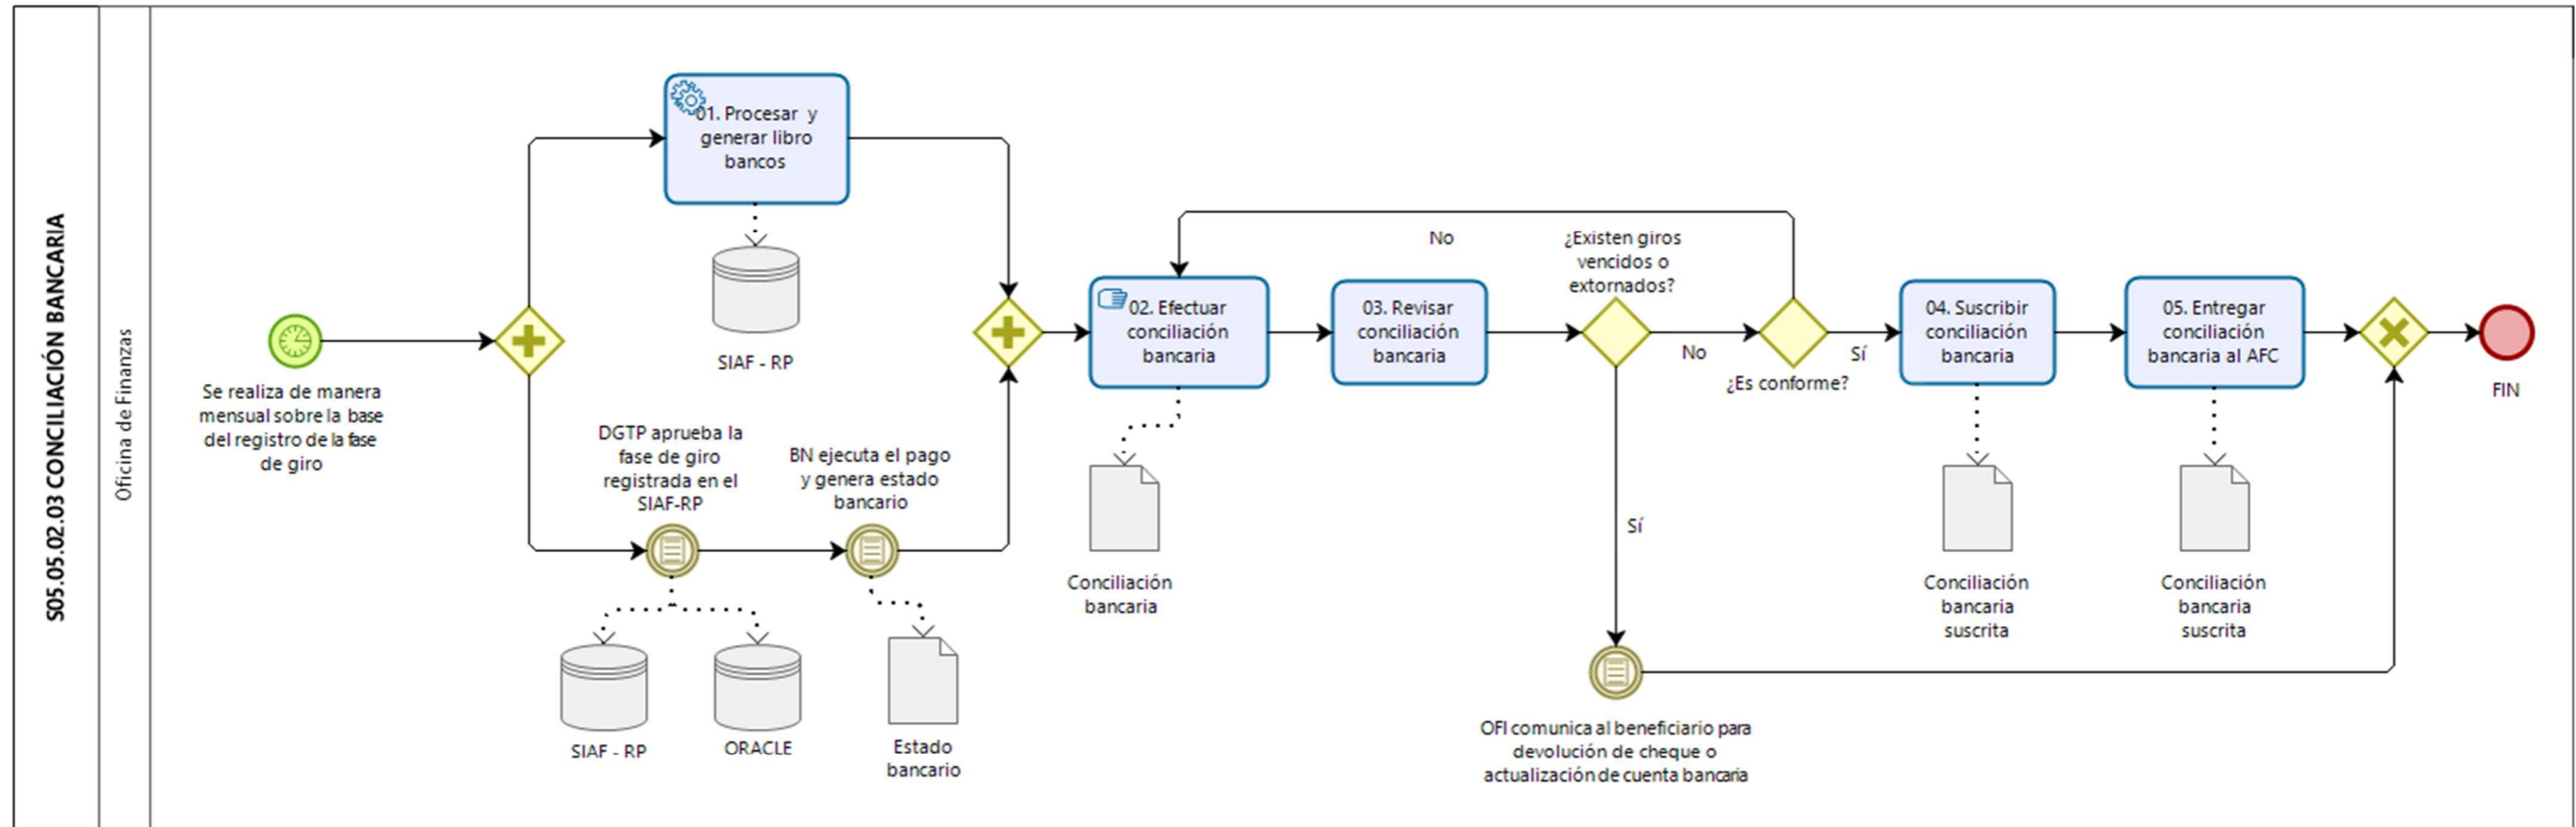 S05.05.02.03 CONCILIACIÓN BANCARIA
Oficina de Finanzas
Se realiza de manera
mensual sobre la base
del registro de la fase
de giro
01. Procesar y
generar libro
bancos
SIAF - RP
DGTP aprueba la
fase de giro
registrada en el
SIAF-RP
SIAF - RP
ORACLE
BN ejecuta el pago
y genera estado
bancario
Estado
bancario
02. Efectuar
conciliación
bancaria
Conciliación
bancaria
03. Revisar
conciliación
bancaria
¿Existen giros
vencidos o
extornados?
No
Sí
OFI comunica al beneficiario para
devolución de cheque o
actualización de cuenta bancaria
¿Es conforme?
No
Sí
04. Suscribir
conciliación
bancaria
Conciliación
bancaria
suscrita
05. Entregar
conciliación
bancaria al AFC
Conciliación
bancaria
suscrita
FIN